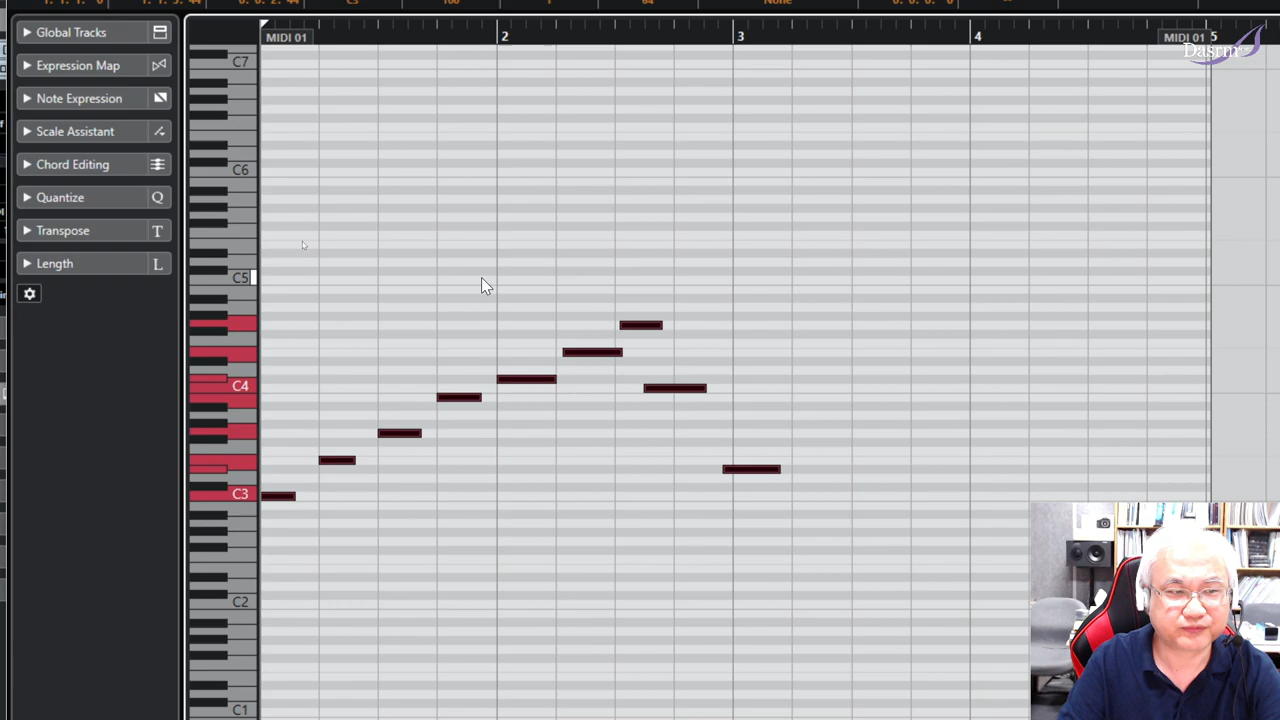 MIDI 01
2
3
4
MIDI 01
5
Dasrm
Global Tracks
Expression Map
Note Expression
Scale Assistant
Chord Editing
Quantize Q
Transpose T
Length L
C7
C6
C5
C4
C3
C2
C1